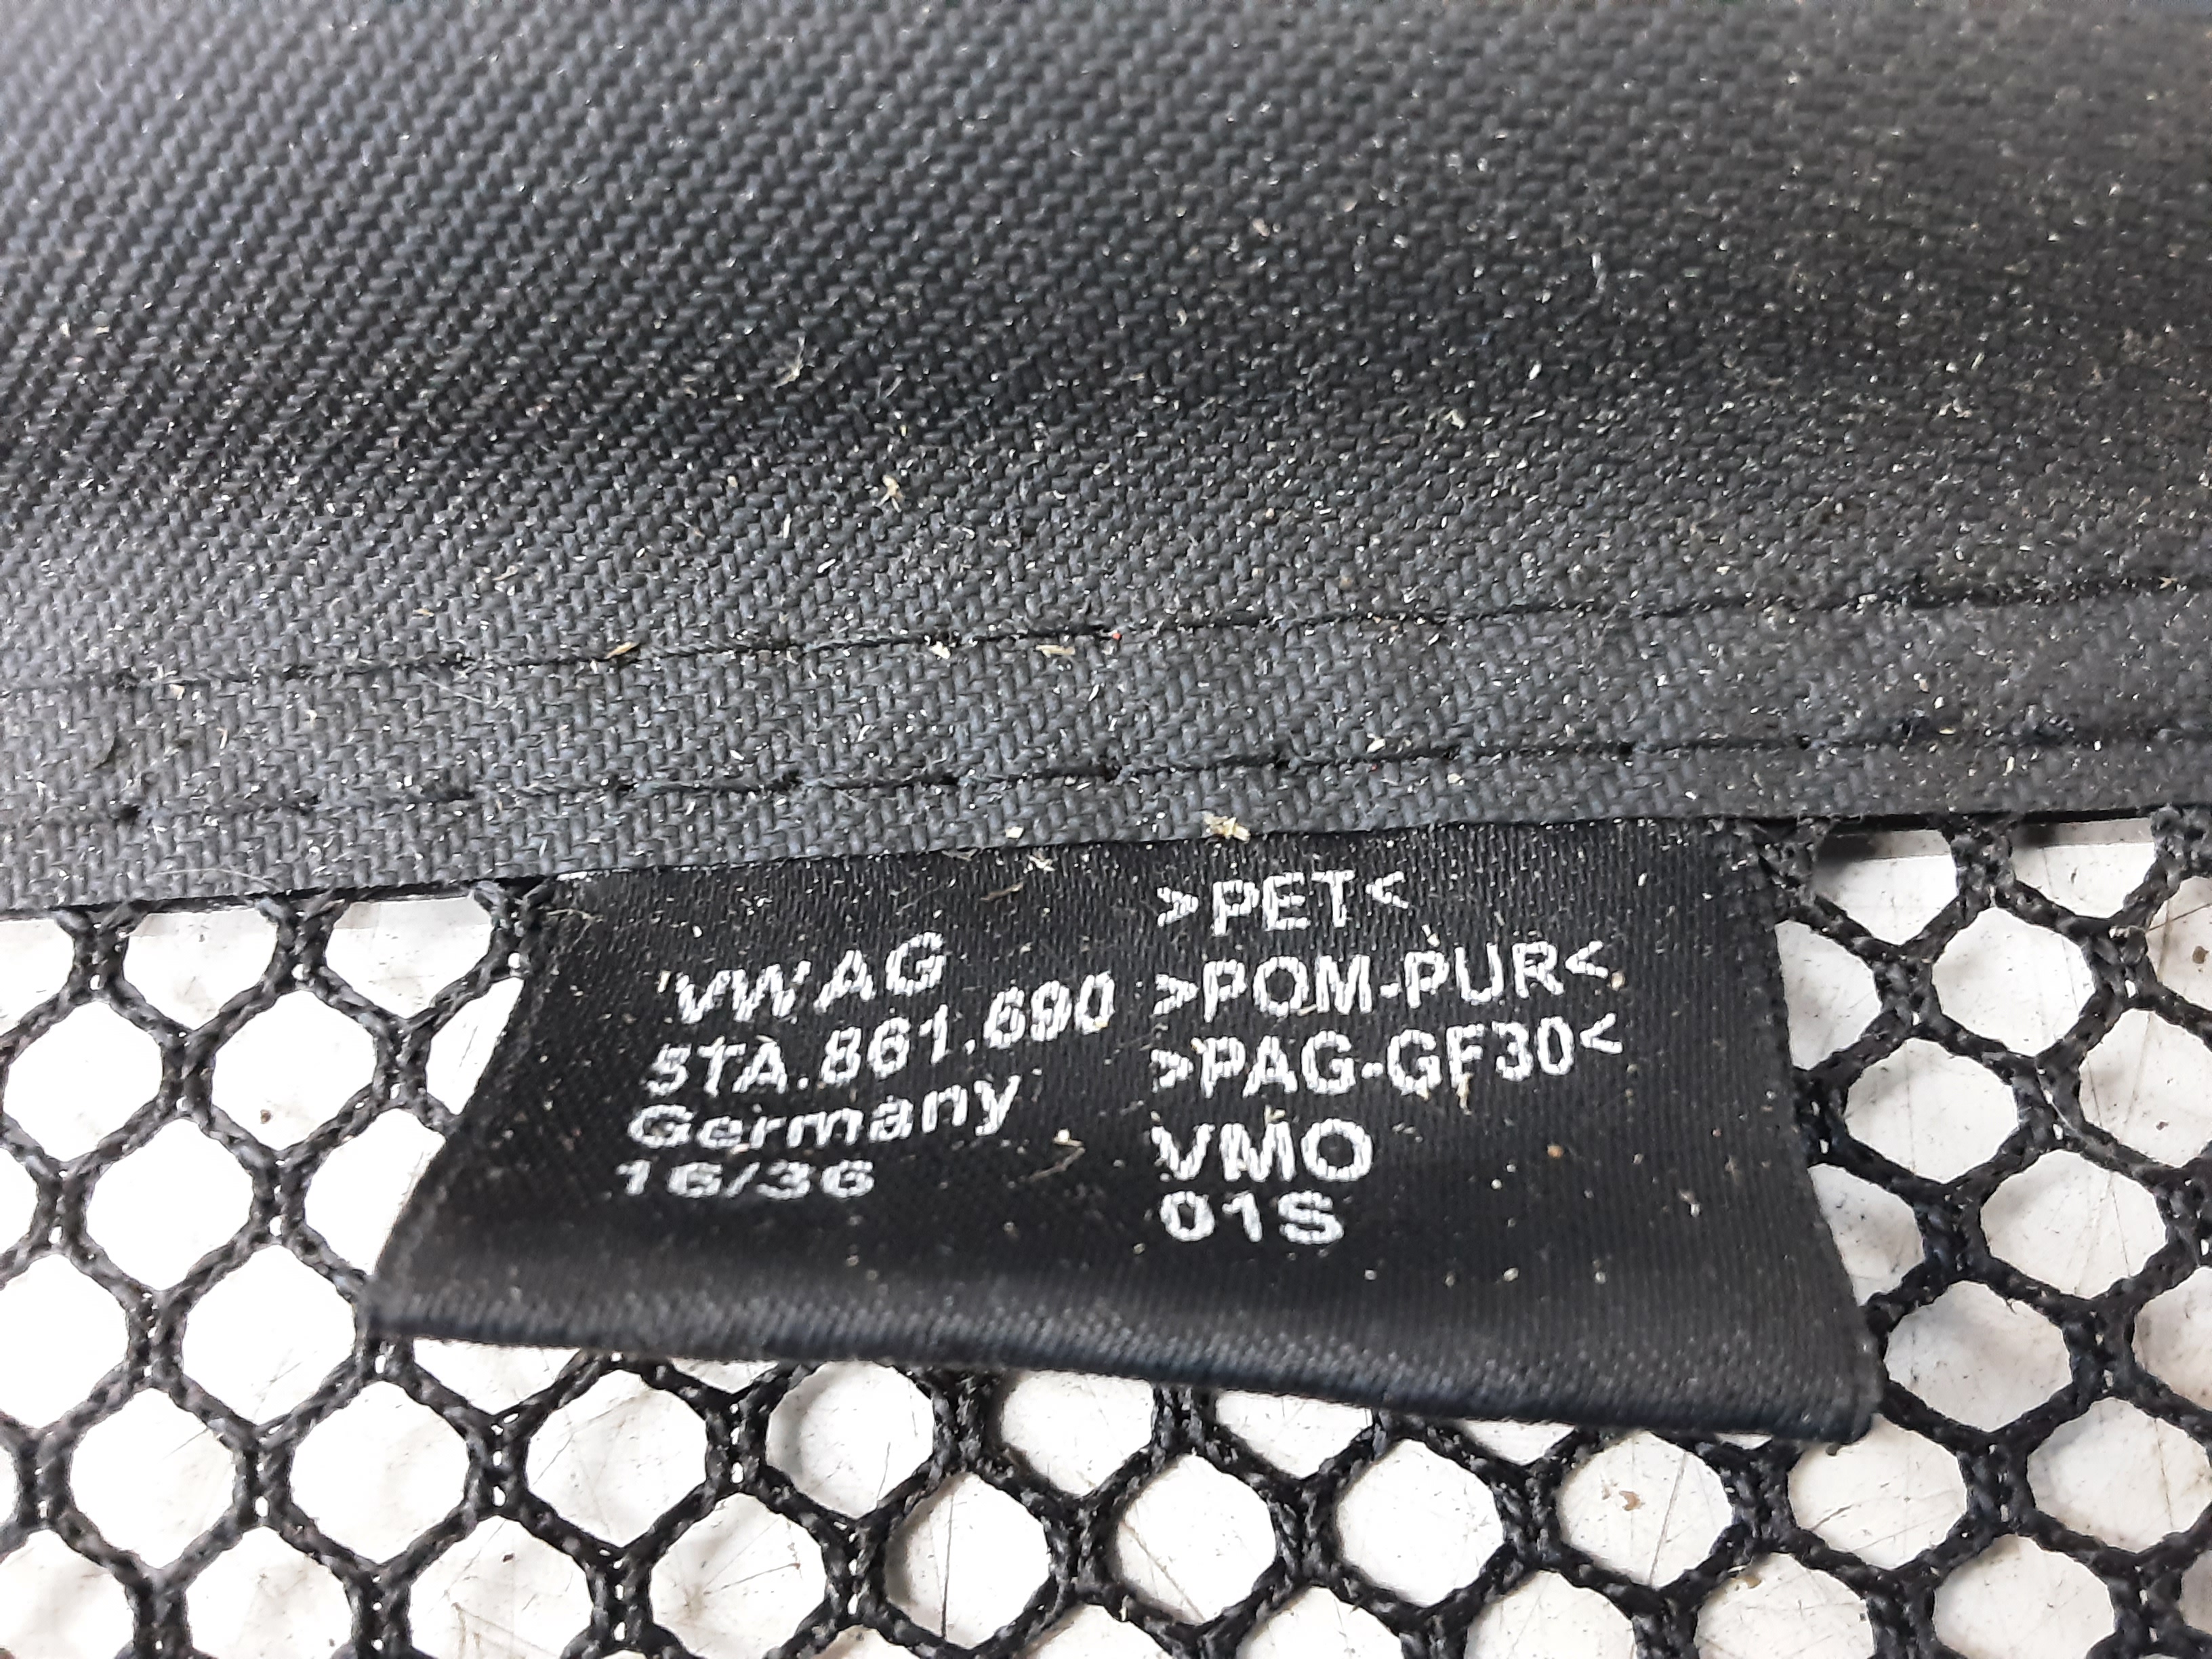 VWAG
5TA.861.690
Germany
16/36
>PET<
>POM-PUR<
>PAG-GF30<
VMO
01S